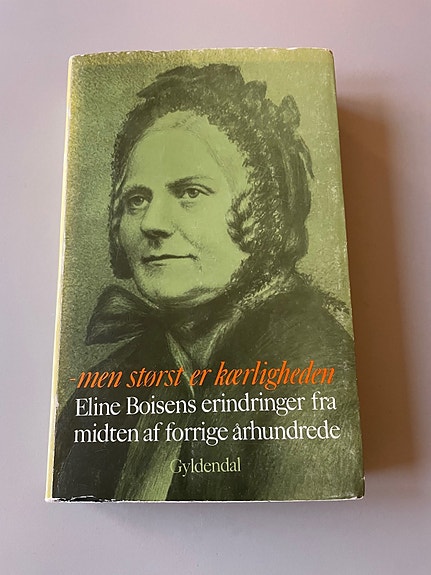 men størst er kærligheden
Eline Boisens erindringer fra
midten af forrige århundrede
Gyldendal